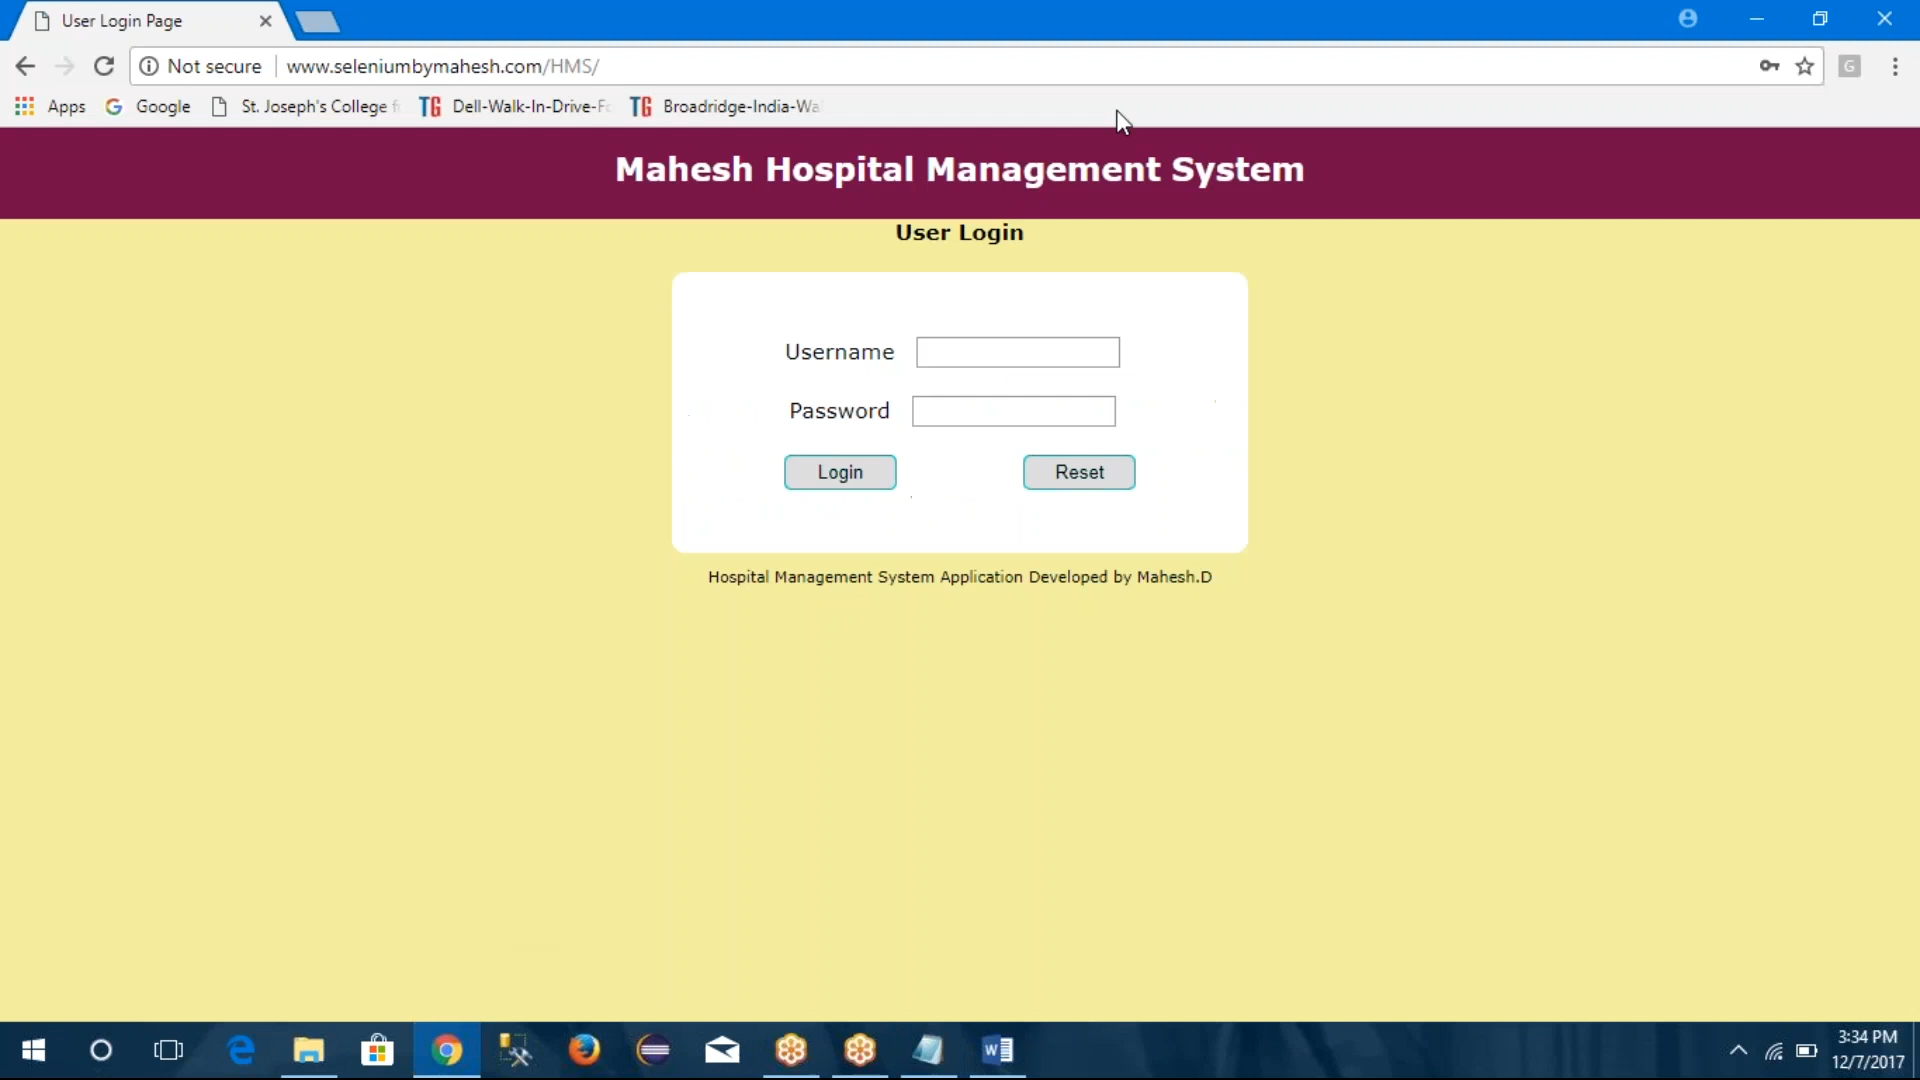 User Login Page
Not secure www.seleniumbymahesh.com/HMS/
G
Apps Google St. Joseph's College Dell-Walk-In-Drive- Broadridge-India-Wa
Mahesh Hospital Management System
User Login
Username
Password
Login Reset
Hospital Management System Application Developed by Mahesh.D
3:34 PM
12/7/2017